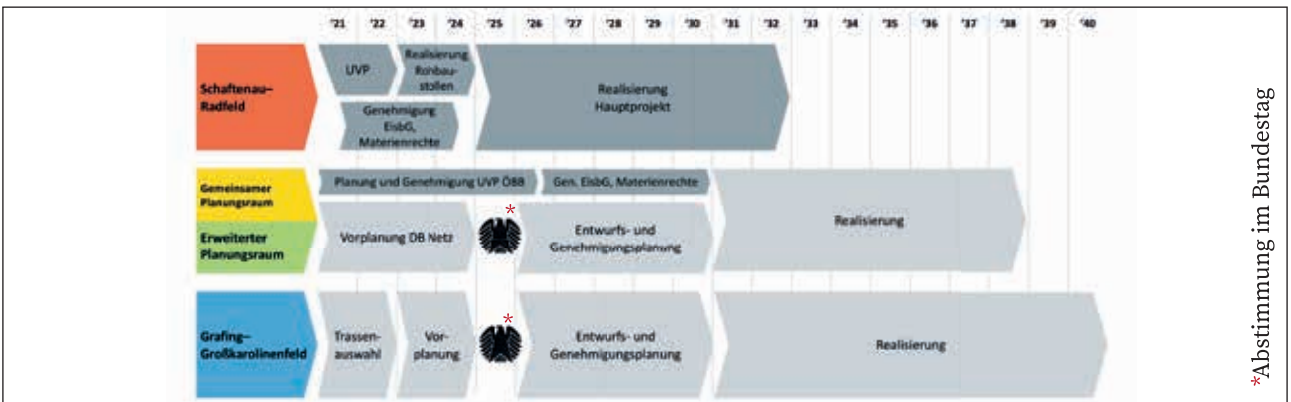 '21 '22 '23 '24 '25 '26 '27 '28 '29 '30 '31 '32 '33 '34 '35 '36 '37 '38 '39 '40
Schaftenau–
Radfeld
UVP
Realisierung
Rohbau-
stollen
Genehmigung
EisbG,
Materienrechte
Realisierung
Hauptprojekt
Gemeinsamer
Planungsraum
Erweiterter
Planungsraum
Planung und Genehmigung UVP ÖBB
Gen. EisbG, Materienrechte
Vorplanung DB Netz
*
Entwurfs- und
Genehmigungsplanung
Realisierung
Grafing–
Großkarolinenfeld
Trassen-
auswahl
Vor-
planung
*
Entwurfs- und
Genehmigungsplanung
Realisierung
*Abstimmung im Bundestag